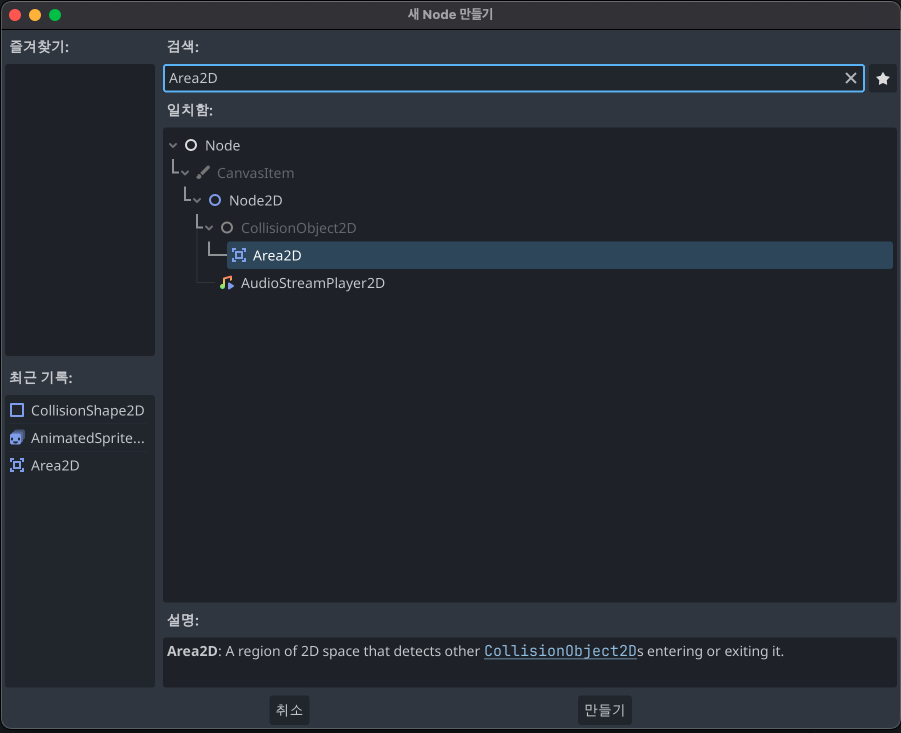 새 Node 만들기
즐겨찾기:
검색:
Area2D
일치함:
Node
CanvasItem
Node2D
CollisionObject2D
Area2D
AudioStreamPlayer2D
최근 기록:
CollisionShape2D
AnimatedSprite...
Area2D
설명:
Area2D: A region of 2D space that detects other CollisionObject2Ds entering or exiting it.
취소
만들기